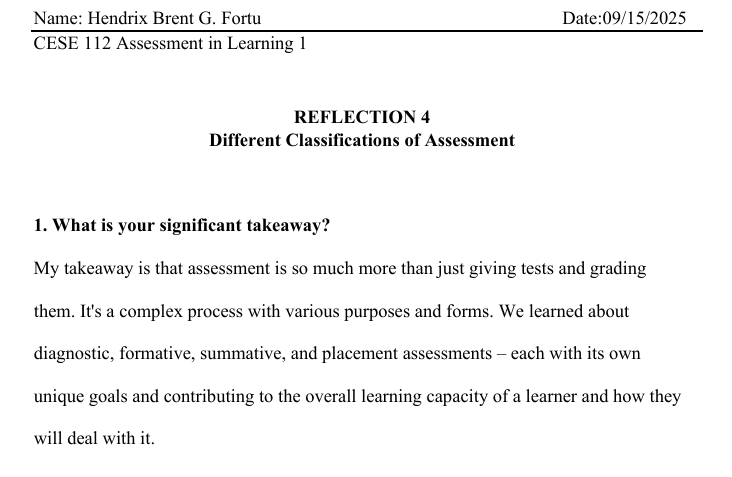 Name: Hendrix Brent G. Fortu Date:09/15/2025
CESE 112 Assessment in Learning 1
REFLECTION 4
Different Classifications of Assessment
1. What is your significant takeaway?
My takeaway is that assessment is so much more than just giving tests and grading
them. It's a complex process with various purposes and forms. We learned about
diagnostic, formative, summative, and placement assessments – each with its own
unique goals and contributing to the overall learning capacity of a learner and how they
will deal with it.